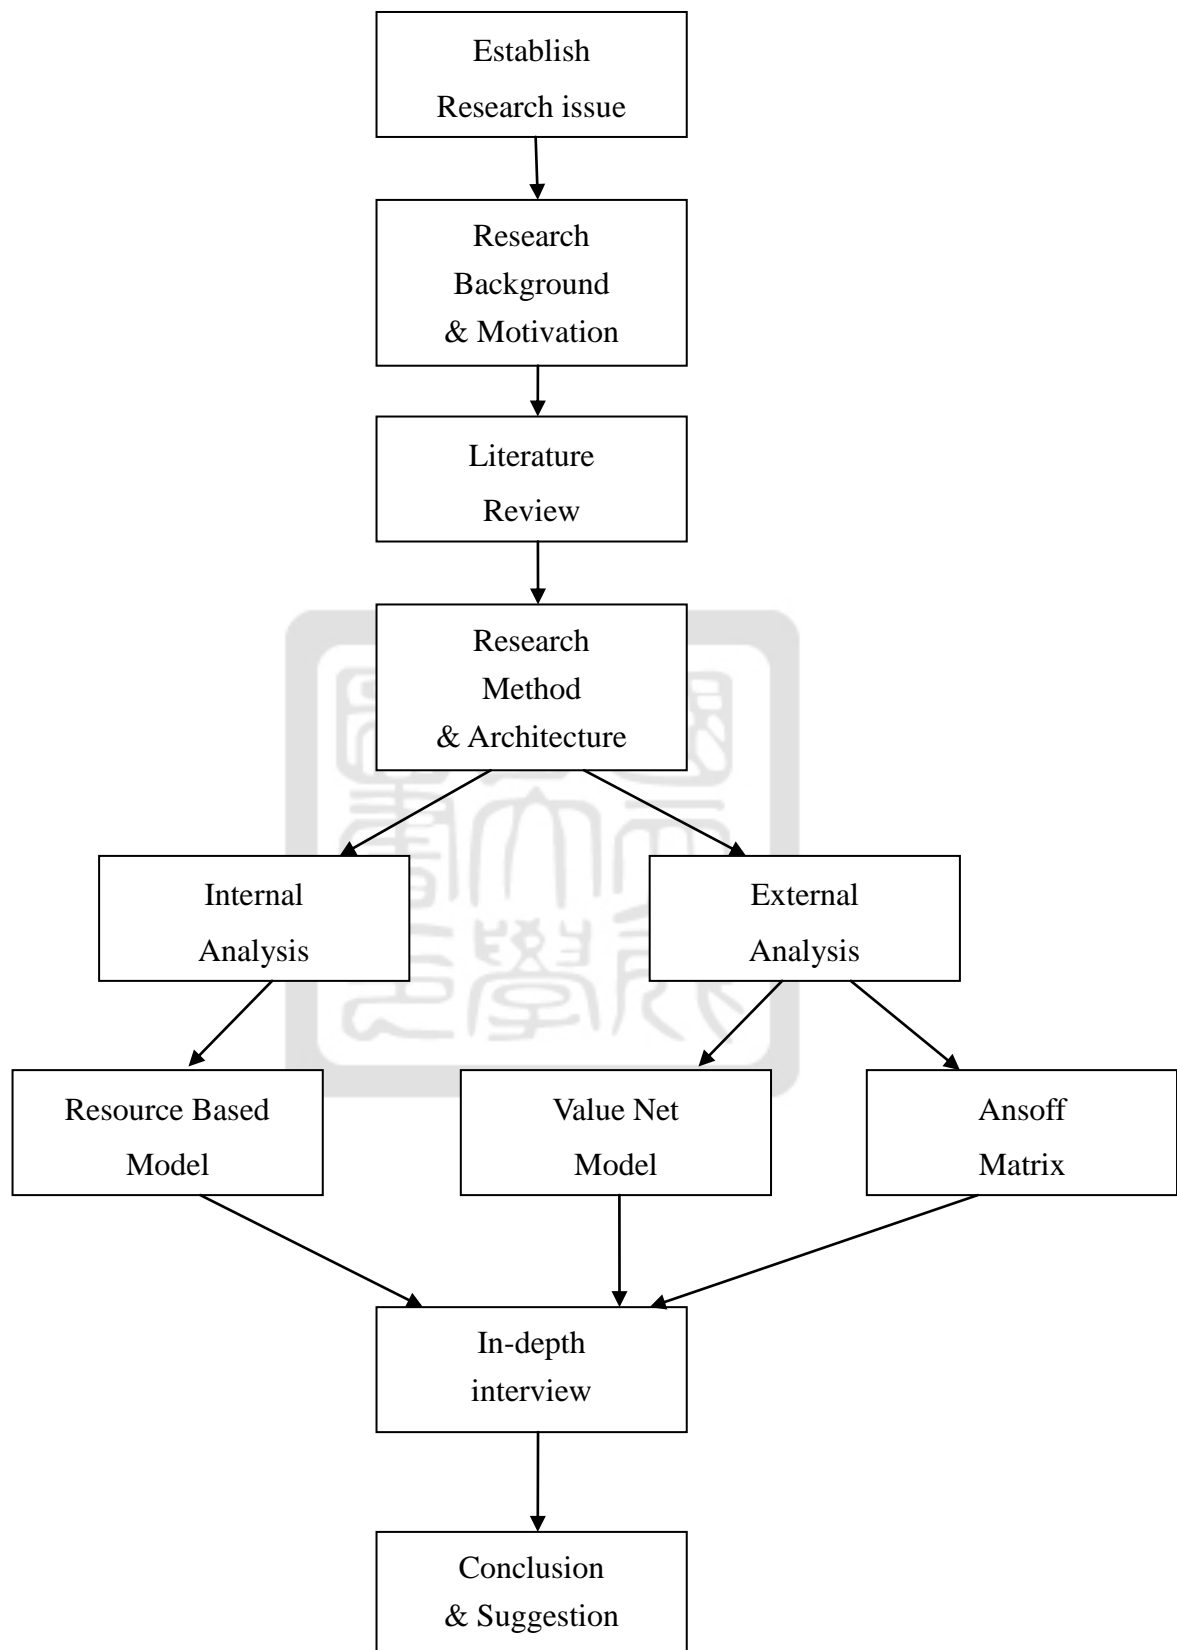 Establish
Research issue
Research
Background
& Motivation
Literature
Review
Research
Method
& Architecture
Internal
Analysis
External
Analysis
Resource Based
Model
Value Net
Model
Ansoff
Matrix
In-depth
interview
Conclusion
& Suggestion